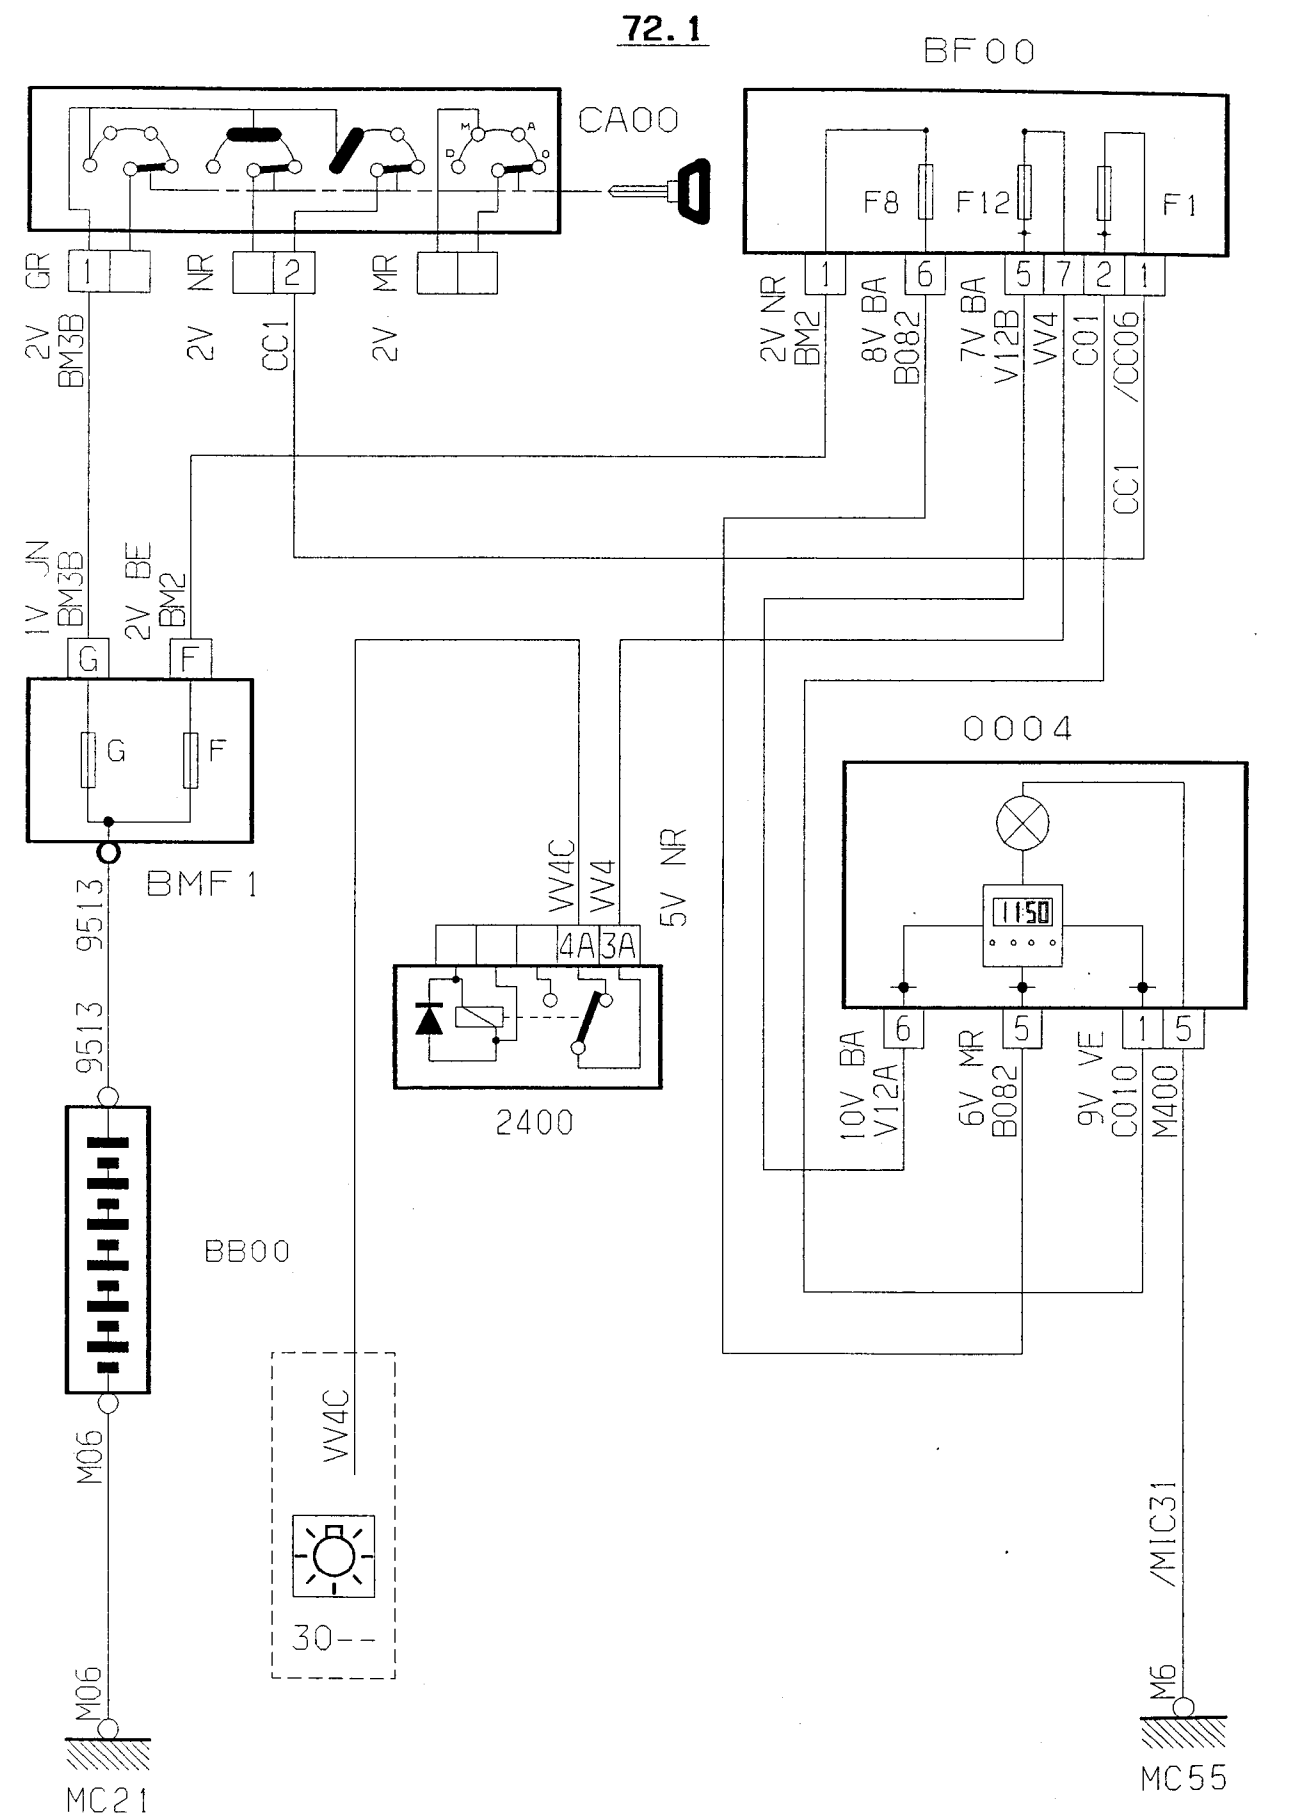 72.1
BF00
CA00
M
A
D
O
F8
F12
F1
GR
1
NR
2
MR
1
6
5
7
2
1
2V
BM3B
2V
CC1
2V
2V NR
BM2
8V BA
B082
7V BA
V12B
VV4
C01
/CC06
CC1
1V JN
BM3B
2V BE
BM2
G
F
G
F
BMF1
0004
11:50
9513
9513
VV4C
VV4
5V NR
4A
3A
2400
6
5
1
5
10V BA
V12A
6V MR
B082
9V VE
C010
M400
BB00
M06
VV4C
30--
/MIC31
M06
M6
MC21
MC55